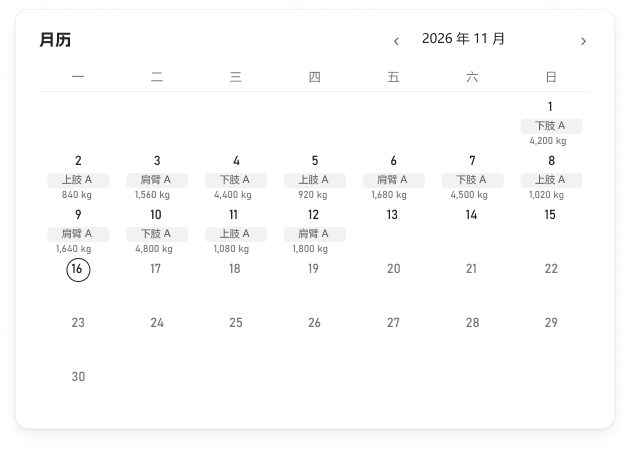 月历
‹ 2026 年 11 月 ›
一 二 三 四 五 六 日
1
下肢 A
4,200 kg
2 3 4 5 6 7 8
上肢 A 肩臂 A 下肢 A 上肢 A 肩臂 A 下肢 A 上肢 A
840 kg 1,560 kg 4,400 kg 920 kg 1,680 kg 4,500 kg 1,020 kg
9 10 11 12 13 14 15
肩臂 A 下肢 A 上肢 A 肩臂 A
1,640 kg 4,800 kg 1,080 kg 1,800 kg
16 17 18 19 20 21 22
23 24 25 26 27 28 29
30